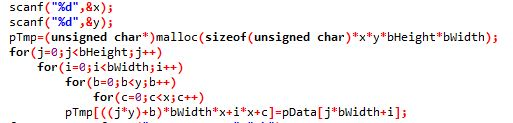 scanf("%d",&x);
scanf("%d",&y);
pTmp=(unsigned char*)malloc(sizeof(unsigned char)*x*y*bHeight*bWidth);
for(j=0;j<bHeight;j++)
for(i=0;i<bWidth;i++)
for(b=0;b<y;b++)
for(c=0;c<x;c++)
pTmp[((j*y)+b)*bWidth*x+i*x+c]=pData[j*bWidth+i];